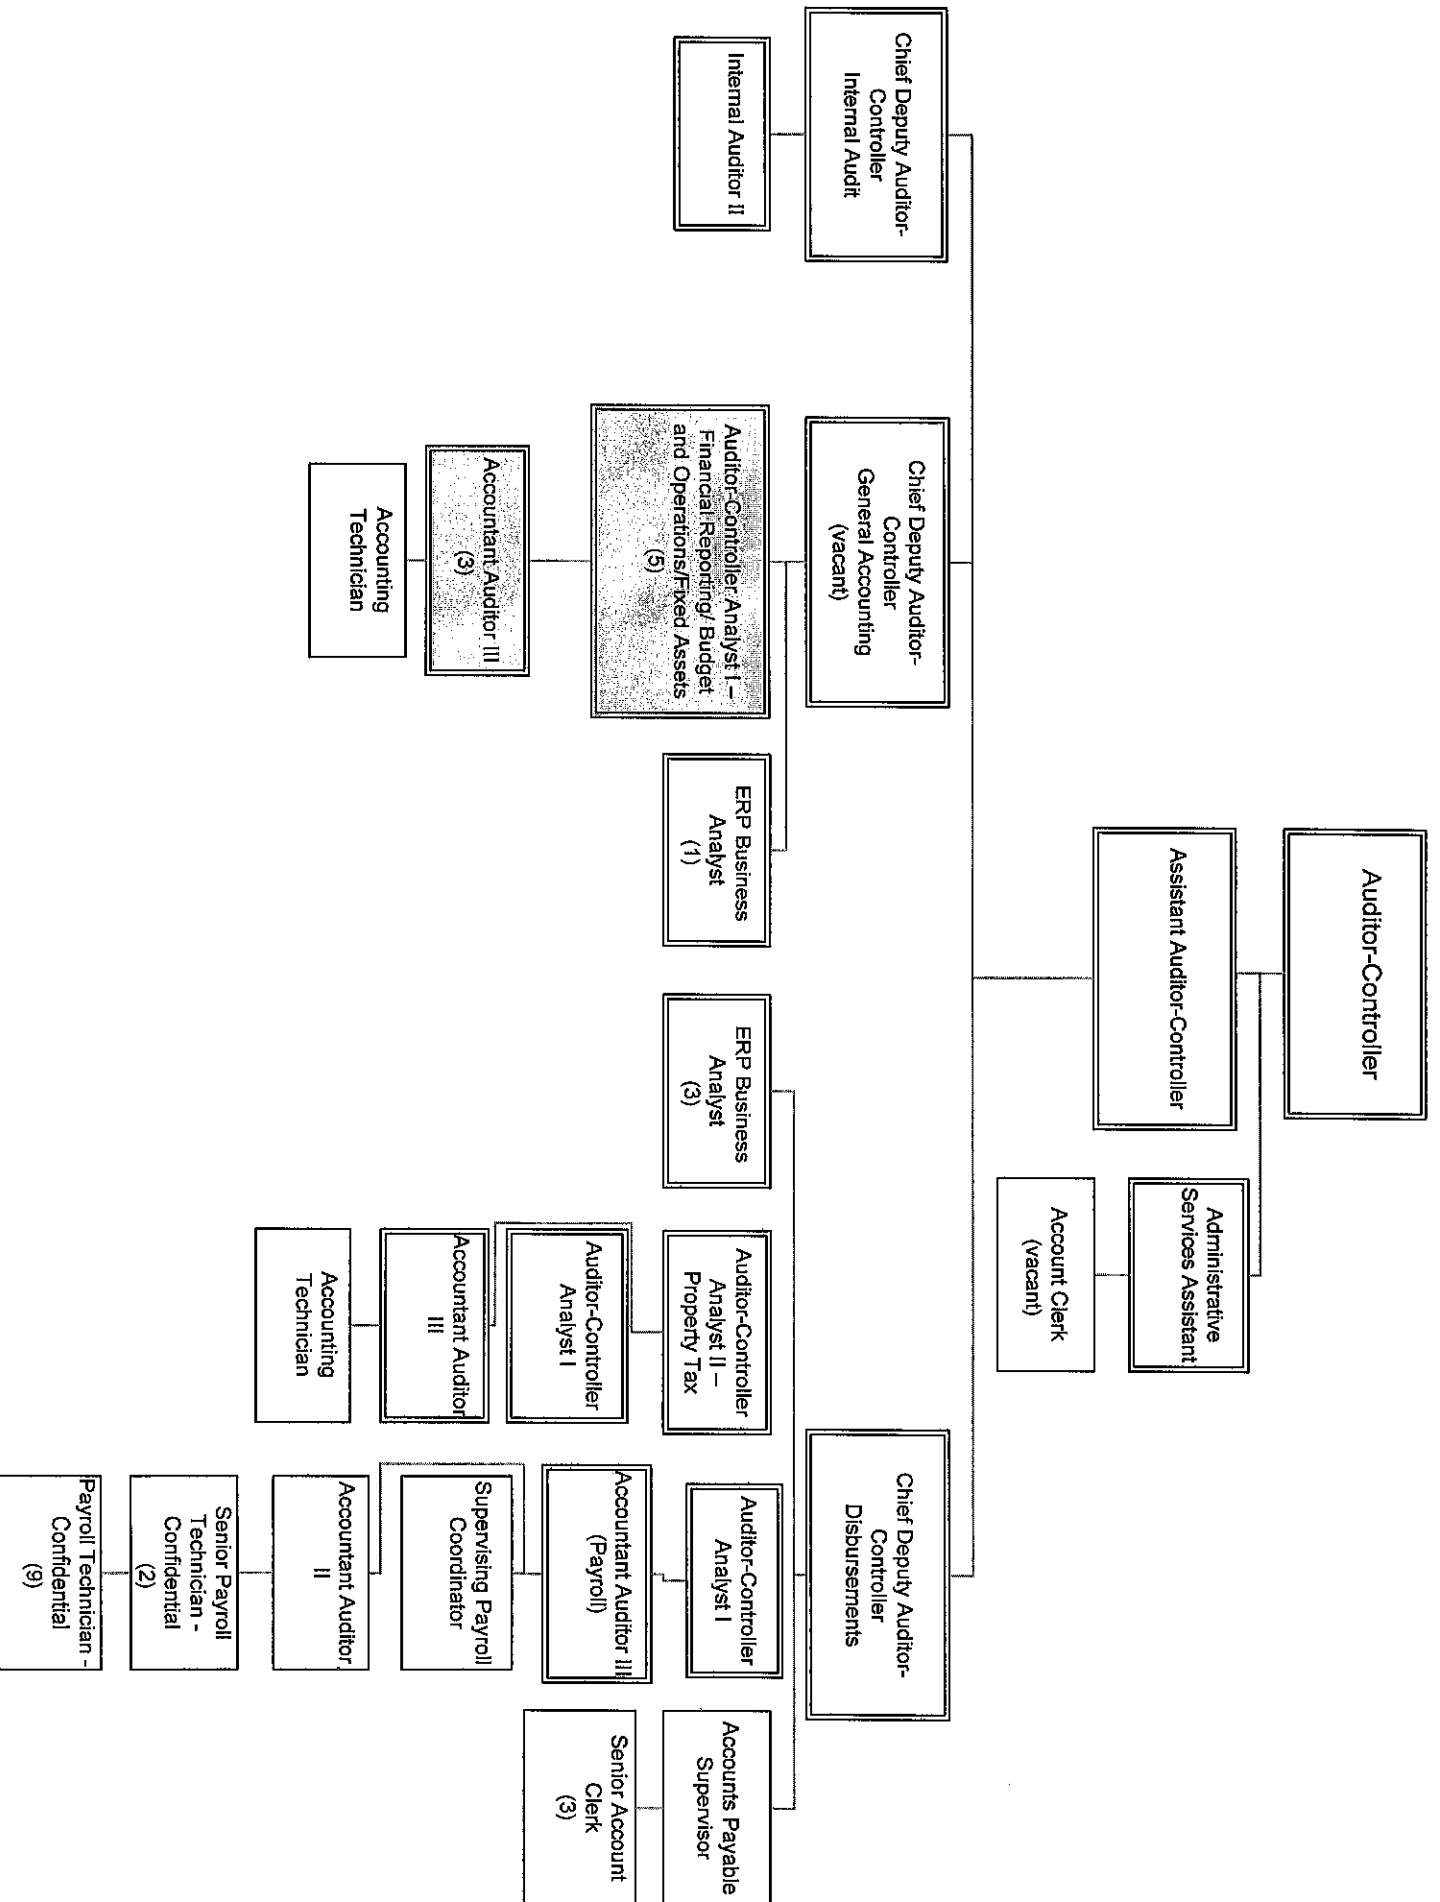 Auditor-Controller
Assistant Auditor-Controller
Administrative
Services Assistant
Account Clerk
(vacant)
Chief Deputy Auditor-
Controller
Internal Audit
Internal Auditor II
Chief Deputy Auditor-
Controller
General Accounting
(vacant)
Auditor-Controller Analyst I –
Financial Reporting/ Budget
and Operations/Fixed Assets
(5)
Accountant Auditor III
(3)
Accounting
Technician
ERP Business
Analyst
(1)
Chief Deputy Auditor-
Controller
Disbursements
ERP Business
Analyst
(3)
Auditor-Controller
Analyst II –
Property Tax
Auditor-Controller
Analyst I
Accountant Auditor
III
Accounting
Technician
Auditor-Controller
Analyst I
Accountant Auditor III
(Payroll)
Supervising Payroll
Coordinator
Accountant Auditor
II
Senior Payroll
Technician -
Confidential
(2)
Payroll Technician -
Confidential
(9)
Accounts Payable
Supervisor
Senior Account
Clerk
(3)